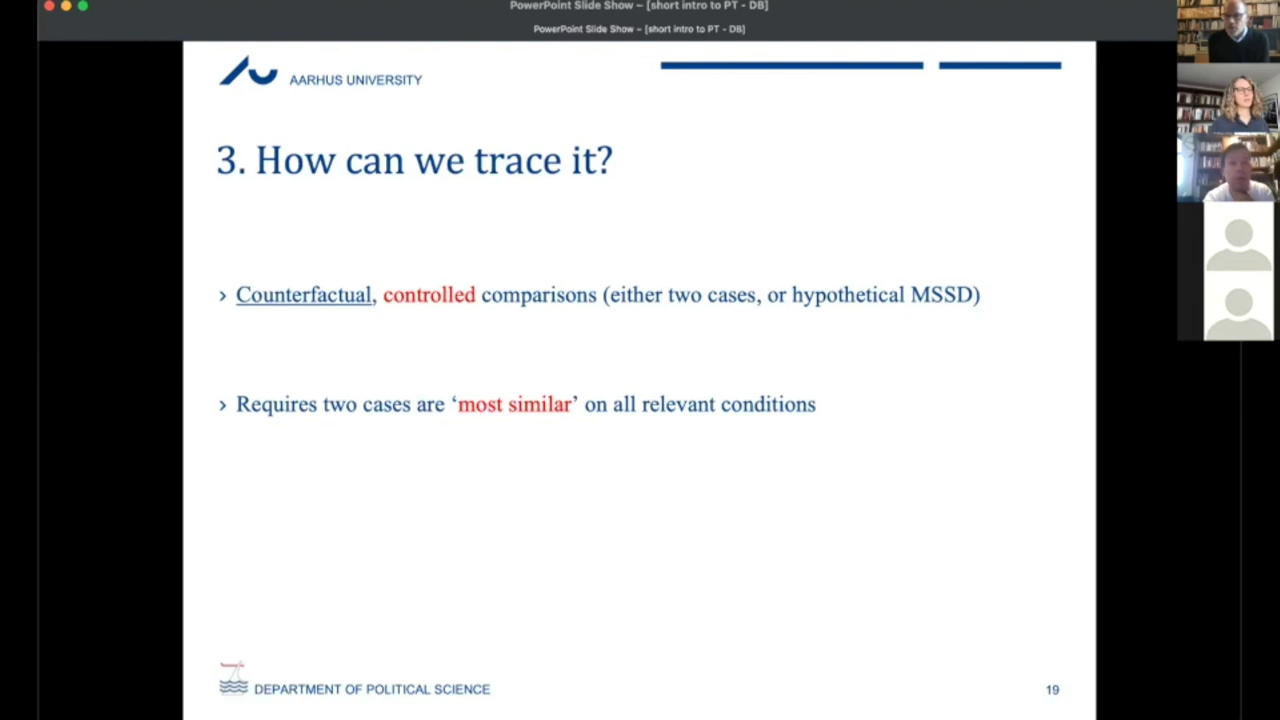 PowerPoint Slide Show – [short intro to PT - DB]
PowerPoint Slide Show – [short intro to PT - DB]
AARHUS UNIVERSITY
3. How can we trace it?
› Counterfactual, controlled comparisons (either two cases, or hypothetical MSSD)
› Requires two cases are ‘most similar’ on all relevant conditions
DEPARTMENT OF POLITICAL SCIENCE
19